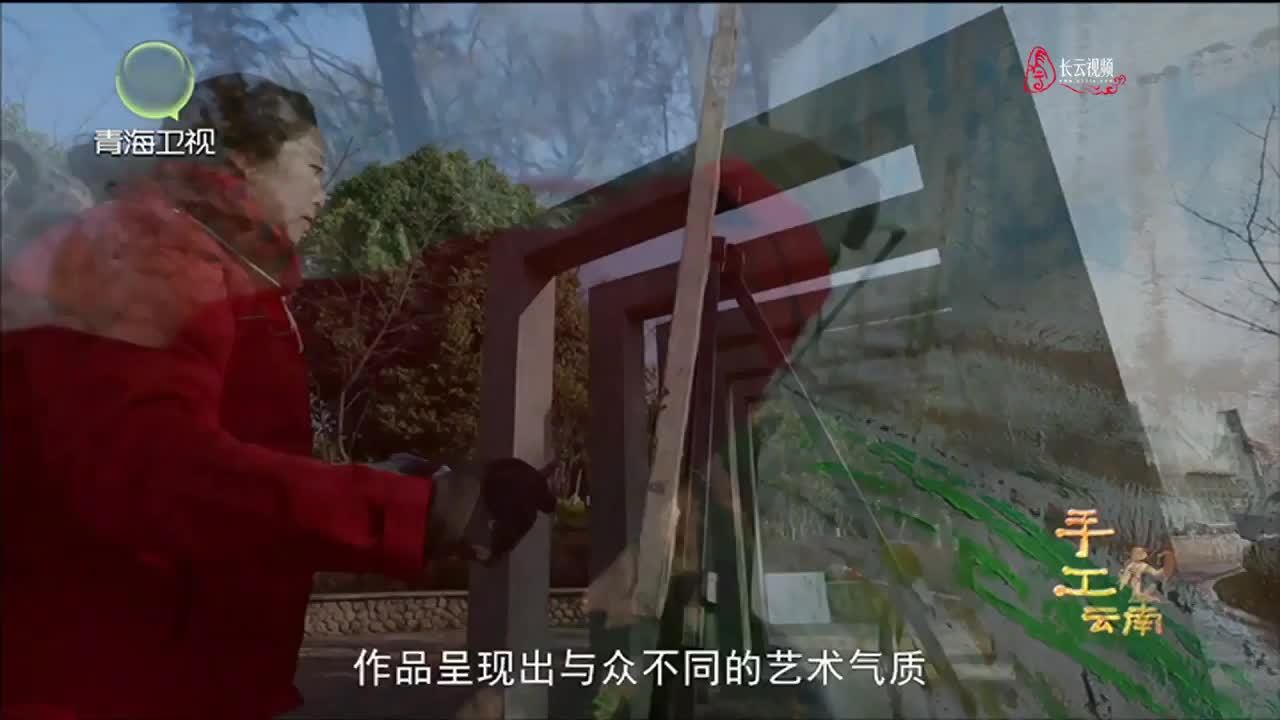 青海卫视
长云视频
手工
云南
作品呈现出与众不同的艺术气质